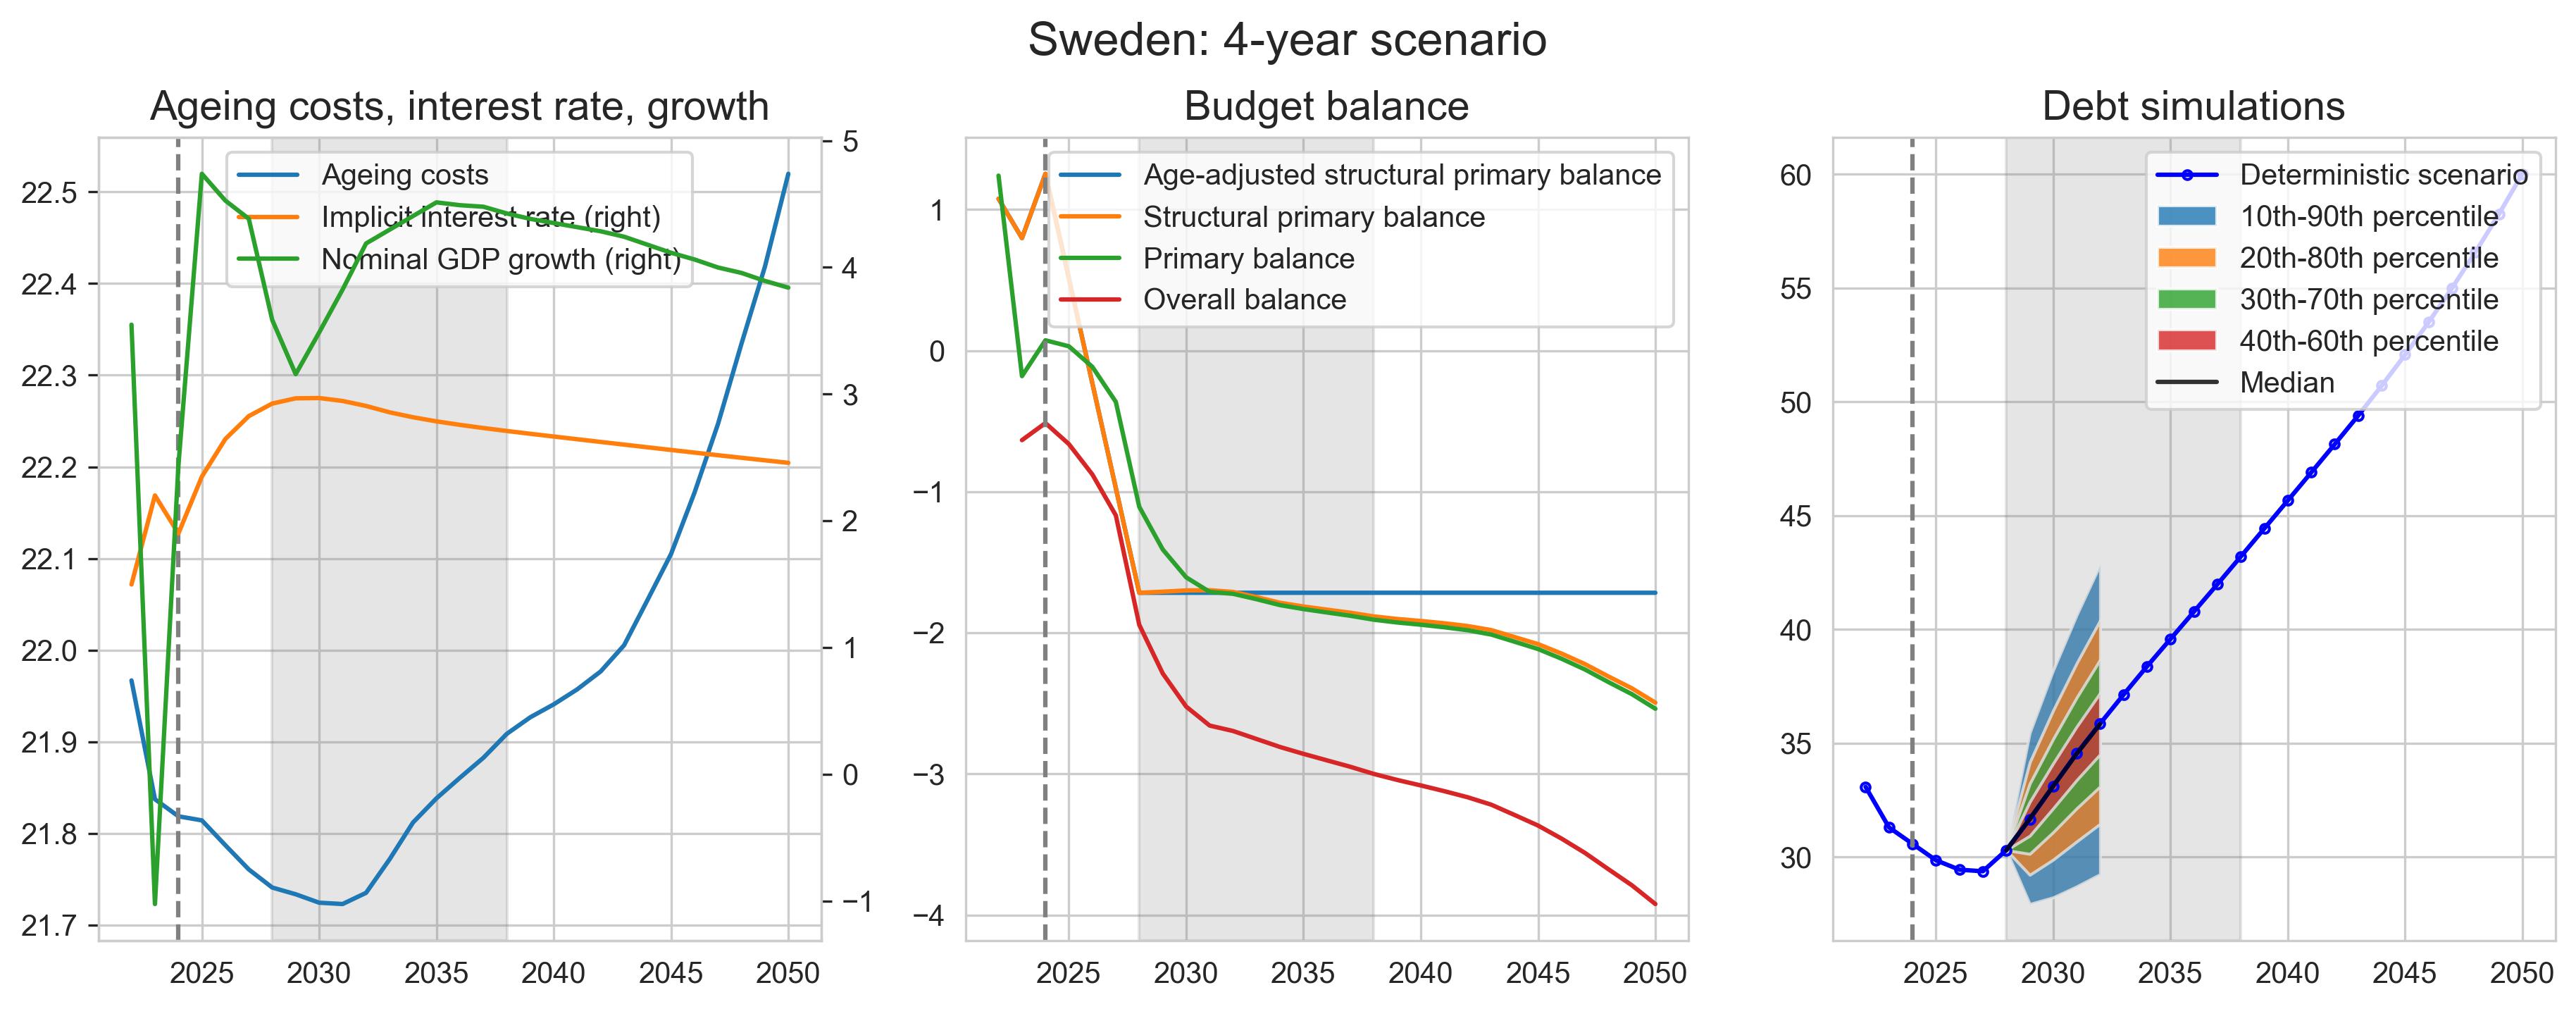 Sweden: 4-year scenario
Ageing costs, interest rate, growth
Ageing costs
Implicit interest rate (right)
Nominal GDP growth (right)
22.5
22.4
22.3
22.2
22.1
22.0
21.9
21.8
21.7
5
4
3
2
1
0
−1
2025 2030 2035 2040 2045 2050
Budget balance
Age-adjusted structural primary balance
Structural primary balance
Primary balance
Overall balance
1
0
−1
−2
−3
−4
2025 2030 2035 2040 2045 2050
Debt simulations
Deterministic scenario
10th-90th percentile
20th-80th percentile
30th-70th percentile
40th-60th percentile
Median
60
55
50
45
40
35
30
2025 2030 2035 2040 2045 2050